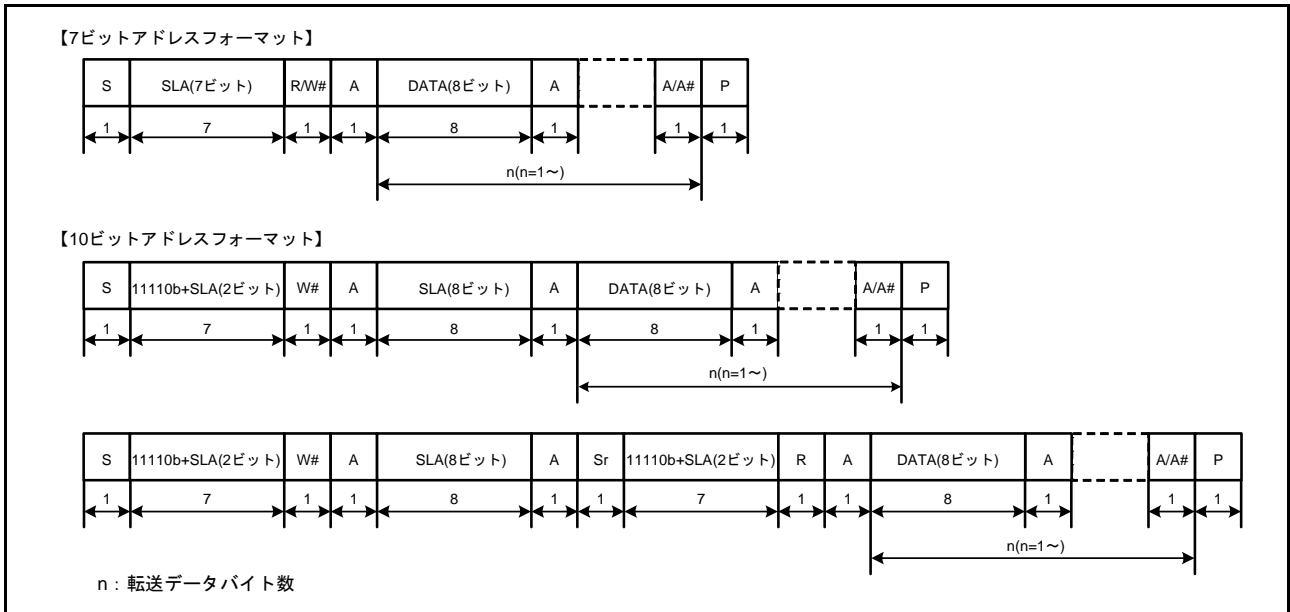 【7ビットアドレスフォーマット】
S SLA(7ビット) R/W# A DATA(8ビット) A A/A# P
1 7 1 1 8 1 1 1
n(n=1～)
【10ビットアドレスフォーマット】
S 11110b+SLA(2ビット) W# A SLA(8ビット) A DATA(8ビット) A A/A# P
1 7 1 1 8 1 8 1 1 1
n(n=1～)
S 11110b+SLA(2ビット) W# A SLA(8ビット) A Sr 11110b+SLA(2ビット) R A DATA(8ビット) A A/A# P
1 7 1 1 8 1 1 7 1 1 8 1 1 1
n(n=1～)
n：転送データバイト数